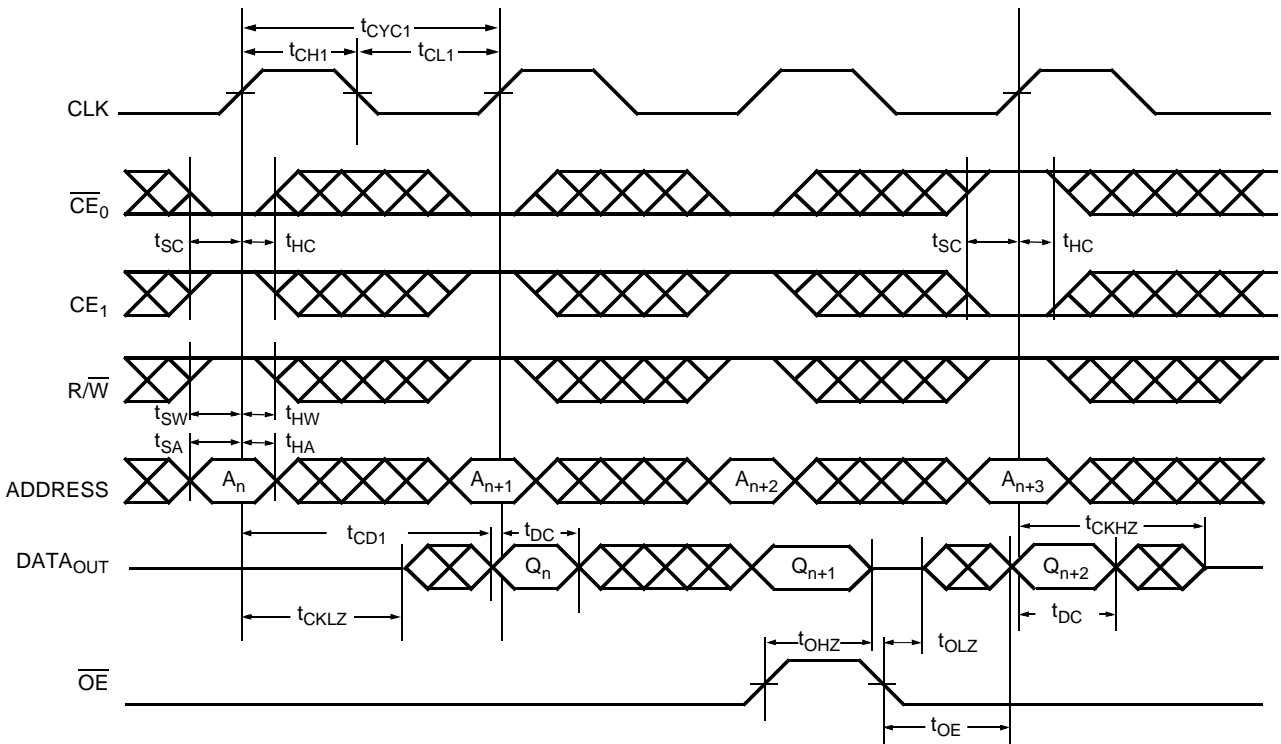 tCYC1
tCH1
tCL1
CLK
CE0
tSC
tHC
tSC
tHC
CE1
R/W
tSW
tHW
tSA
tHA
ADDRESS
An
An+1
An+2
An+3
tCD1
tDC
tCKHZ
DATAOUT
Qn
Qn+1
Qn+2
tCKLZ
tDC
tOHZ
tOLZ
OE
tOE